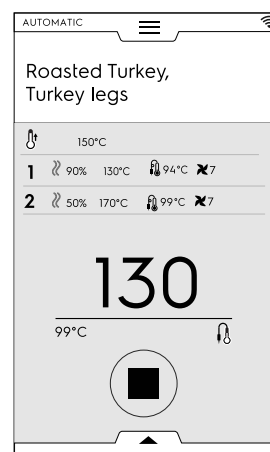 AUTOMATIC
Roasted Turkey,
Turkey legs
150°C
1 90% 130°C 94°C 7
2 50% 170°C 99°C 7
130
99°C